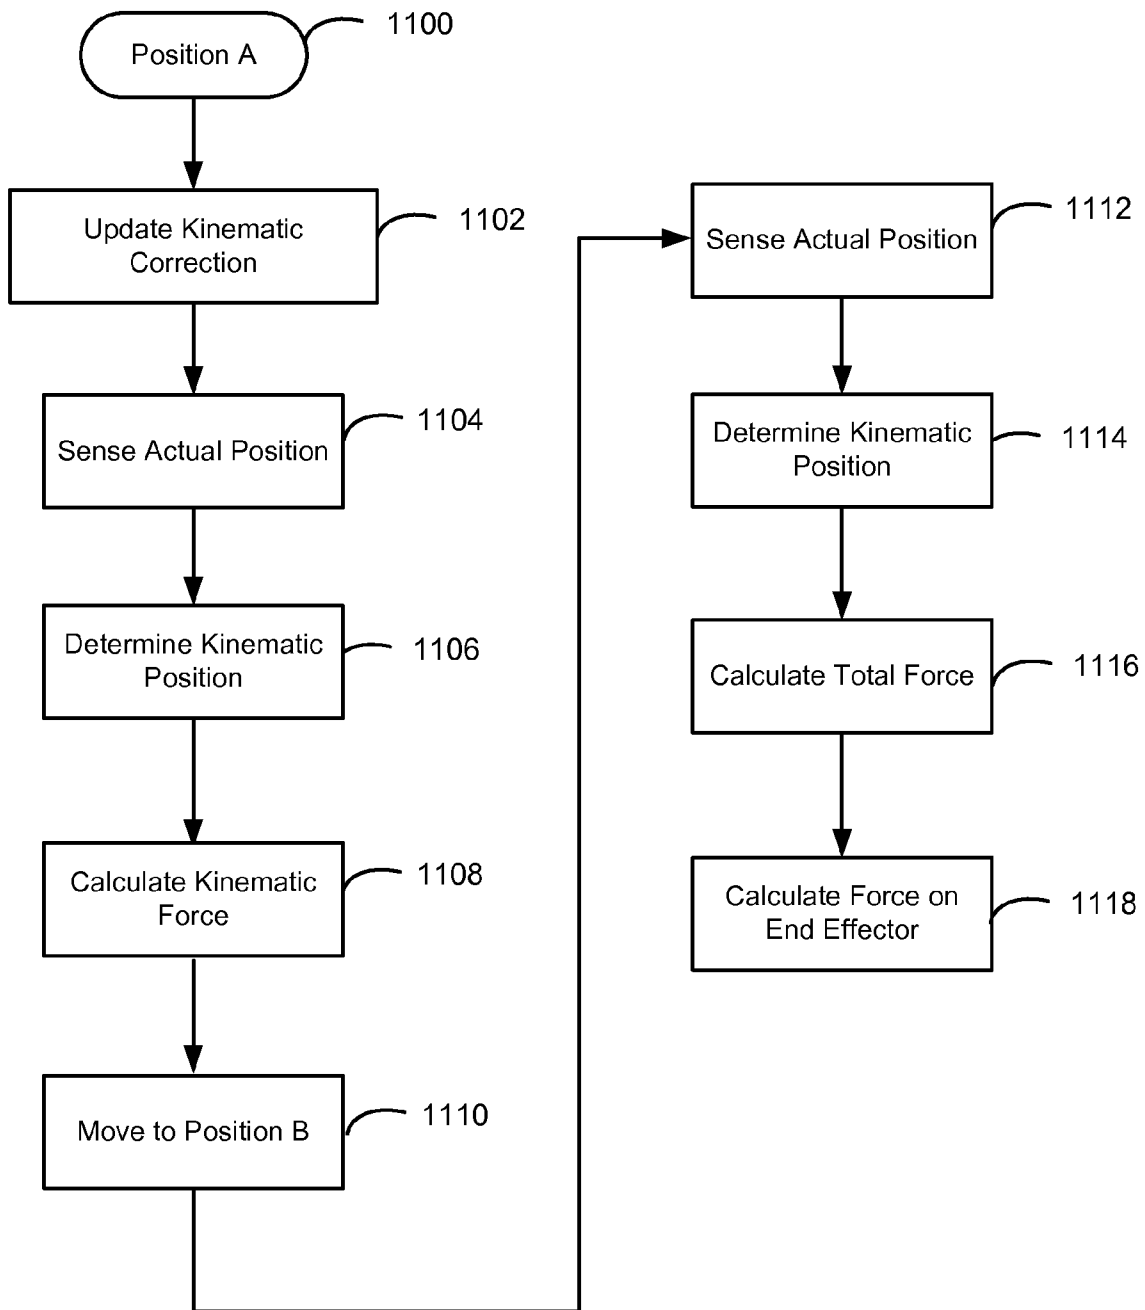 Position A
1100
Update Kinematic
Correction
1102
Sense Actual Position
1104
Determine Kinematic
Position
1106
Calculate Kinematic
Force
1108
Move to Position B
1110
Sense Actual Position
1112
Determine Kinematic
Position
1114
Calculate Total Force
1116
Calculate Force on
End Effector
1118